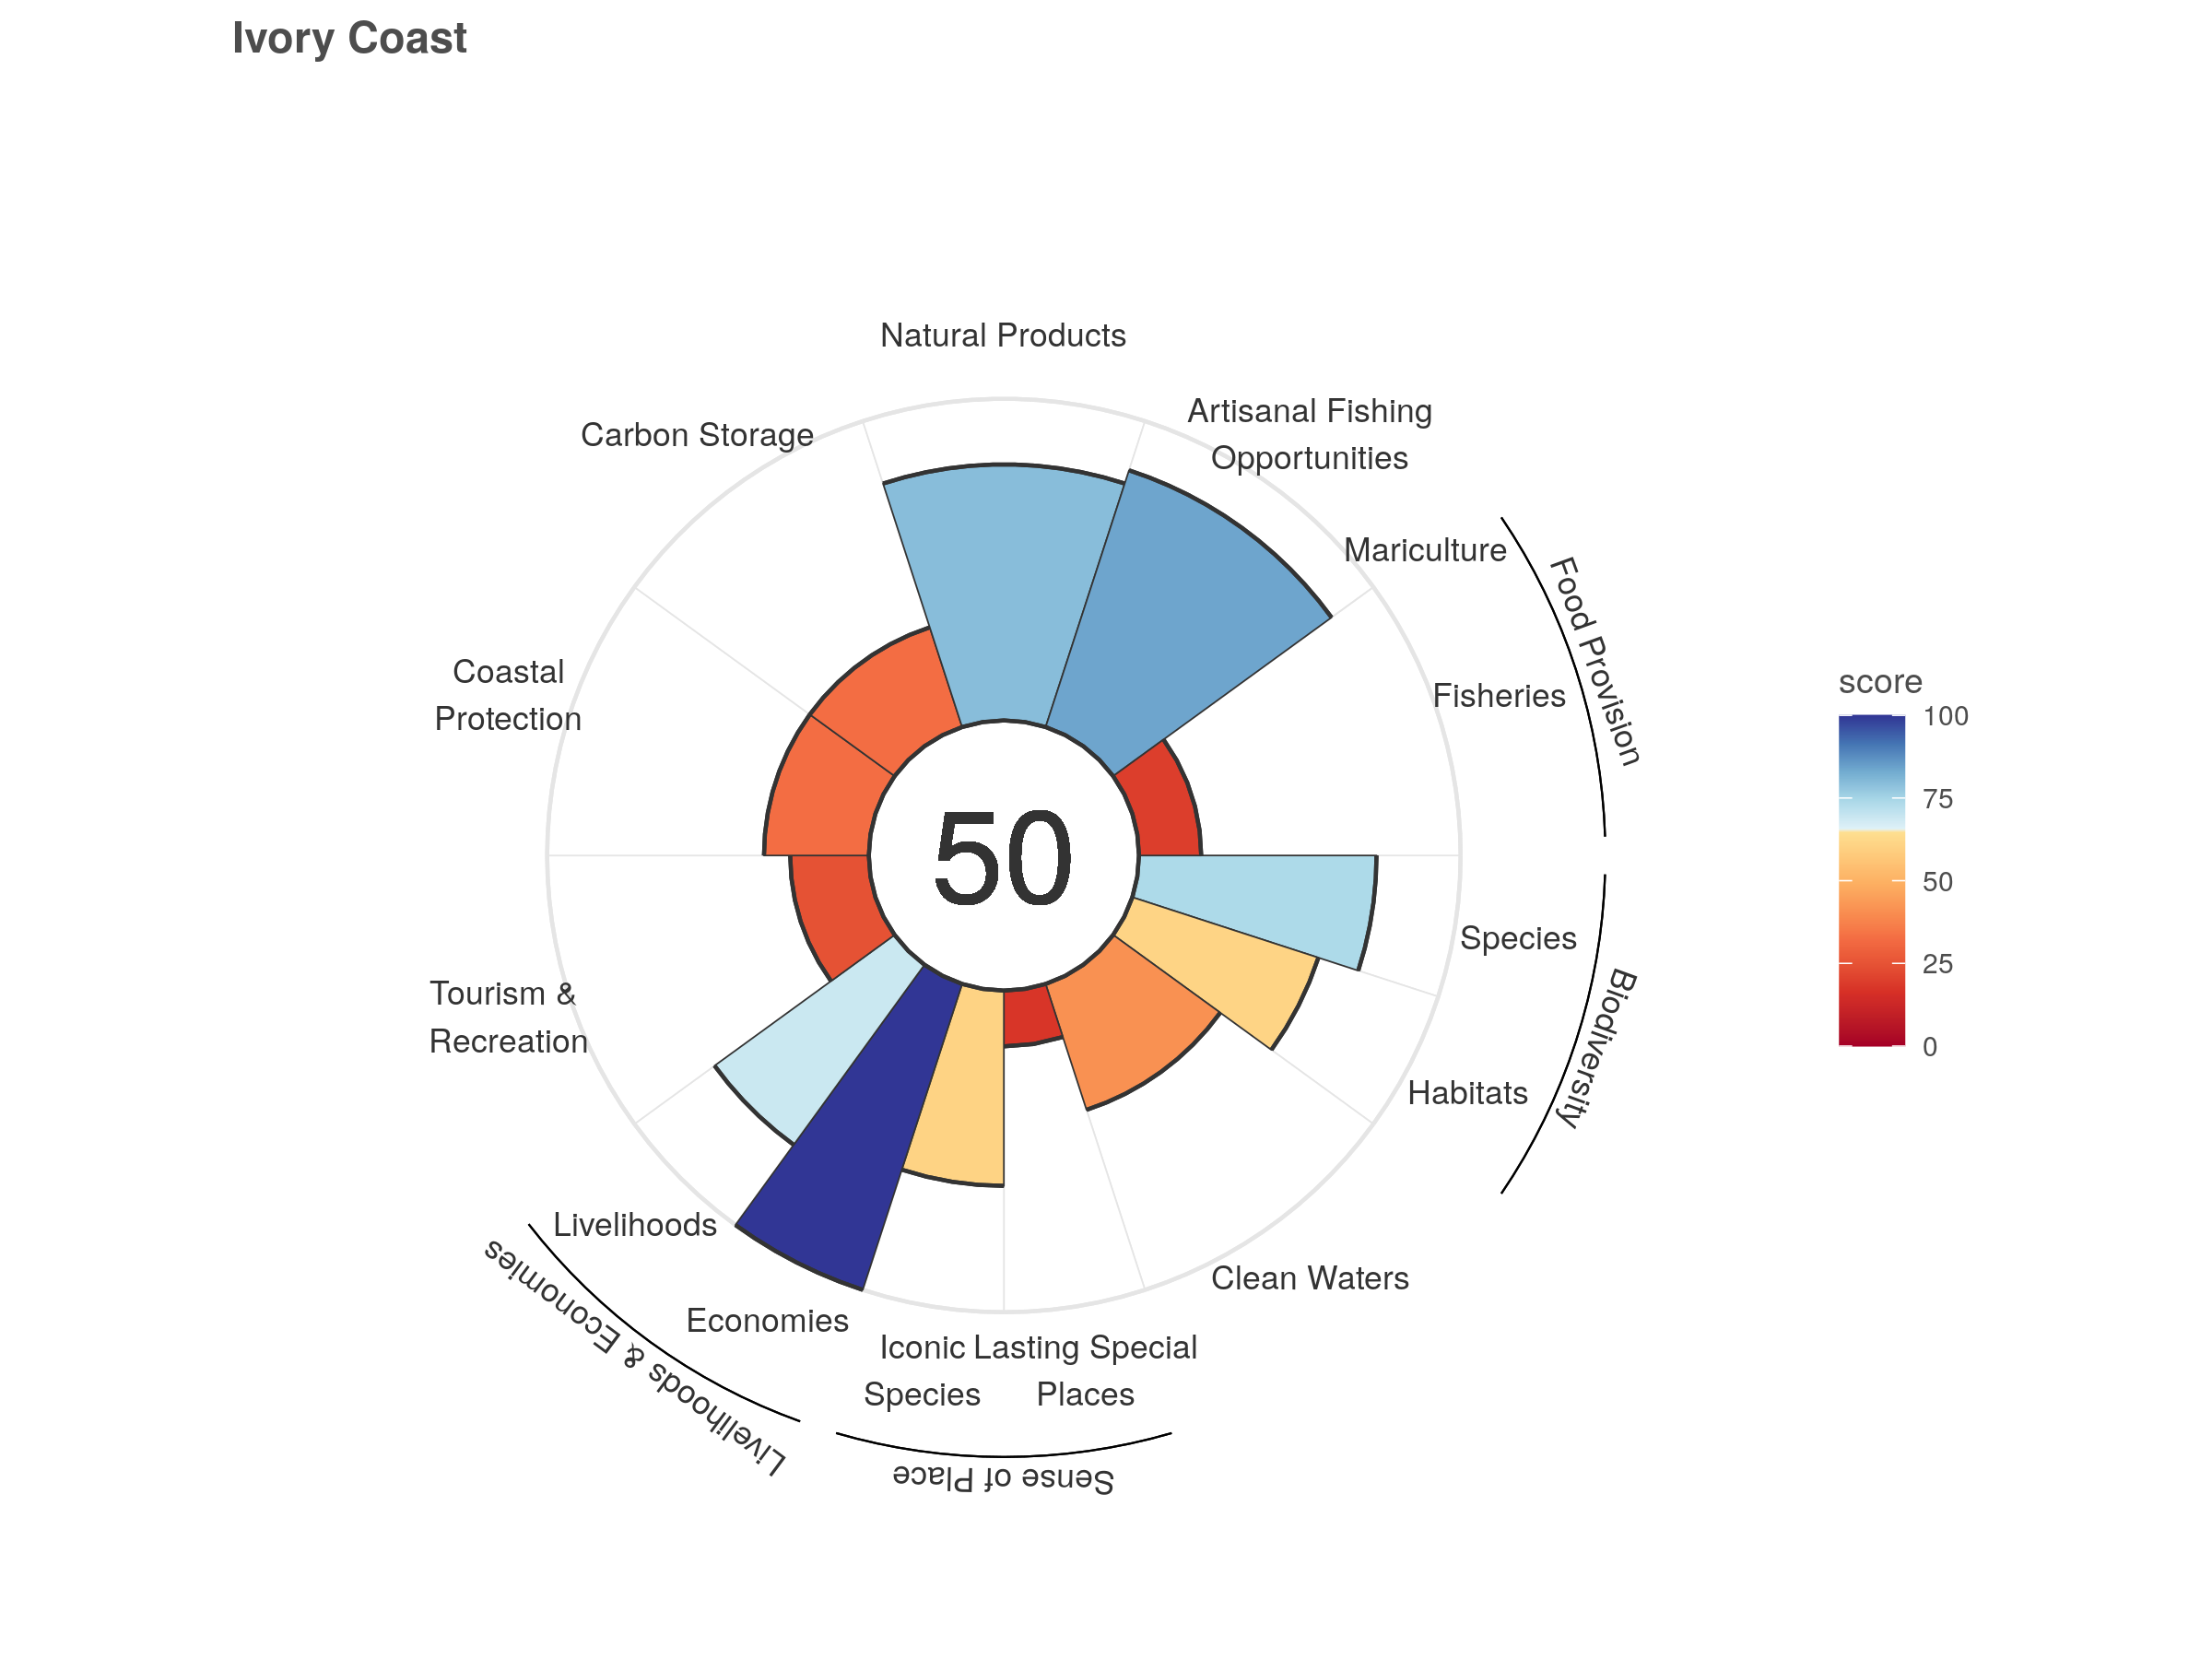 Ivory Coast
Natural Products
Artisanal Fishing
Opportunities
Carbon Storage
Mariculture
Food Provision
Fisheries
Coastal
Protection
score
100
75
50
25
0
50
Species
Biodiversity
Habitats
Tourism &
Recreation
Livelihoods
Livelihoods & Economies
Clean Waters
Economies
Iconic
Species
Lasting Special
Places
Sense of Place